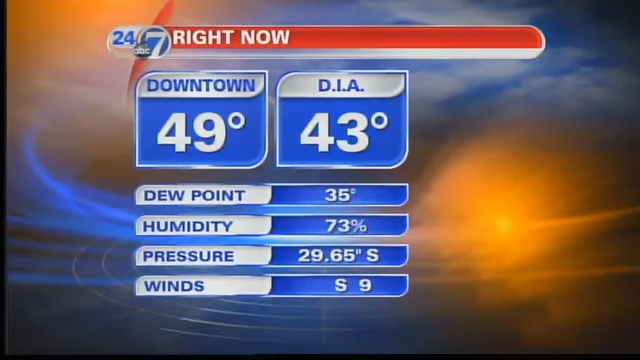 24 abc 7 RIGHT NOW
DOWNTOWN D.I.A.
49° 43°
DEW POINT 35°
HUMIDITY 73%
PRESSURE 29.65" S
WINDS S 9